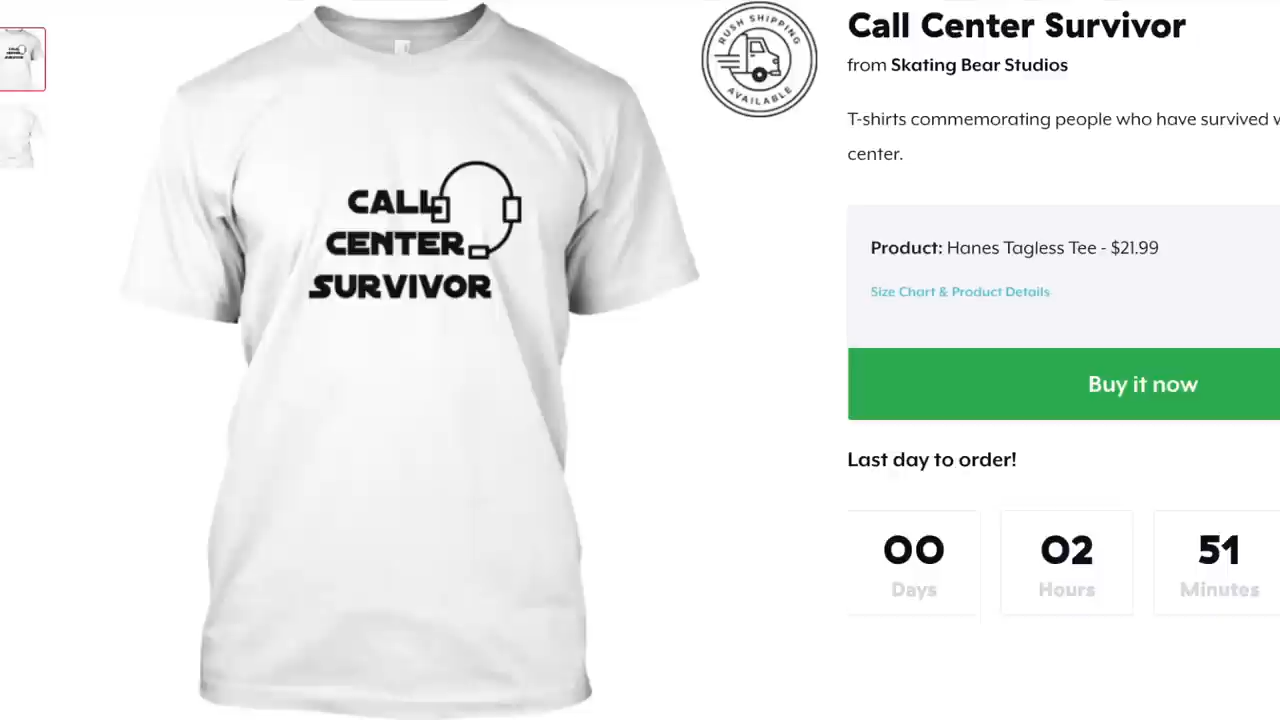 CALL
CENTER
SURVIVOR
RUSH SHIPPING
AVAILABLE
Call Center Survivor
from Skating Bear Studios
T-shirts commemorating people who have survived
center.
Product: Hanes Tagless Tee - $21.99
Size Chart & Product Details
Buy it now
Last day to order!
00 02 51
Days Hours Minutes